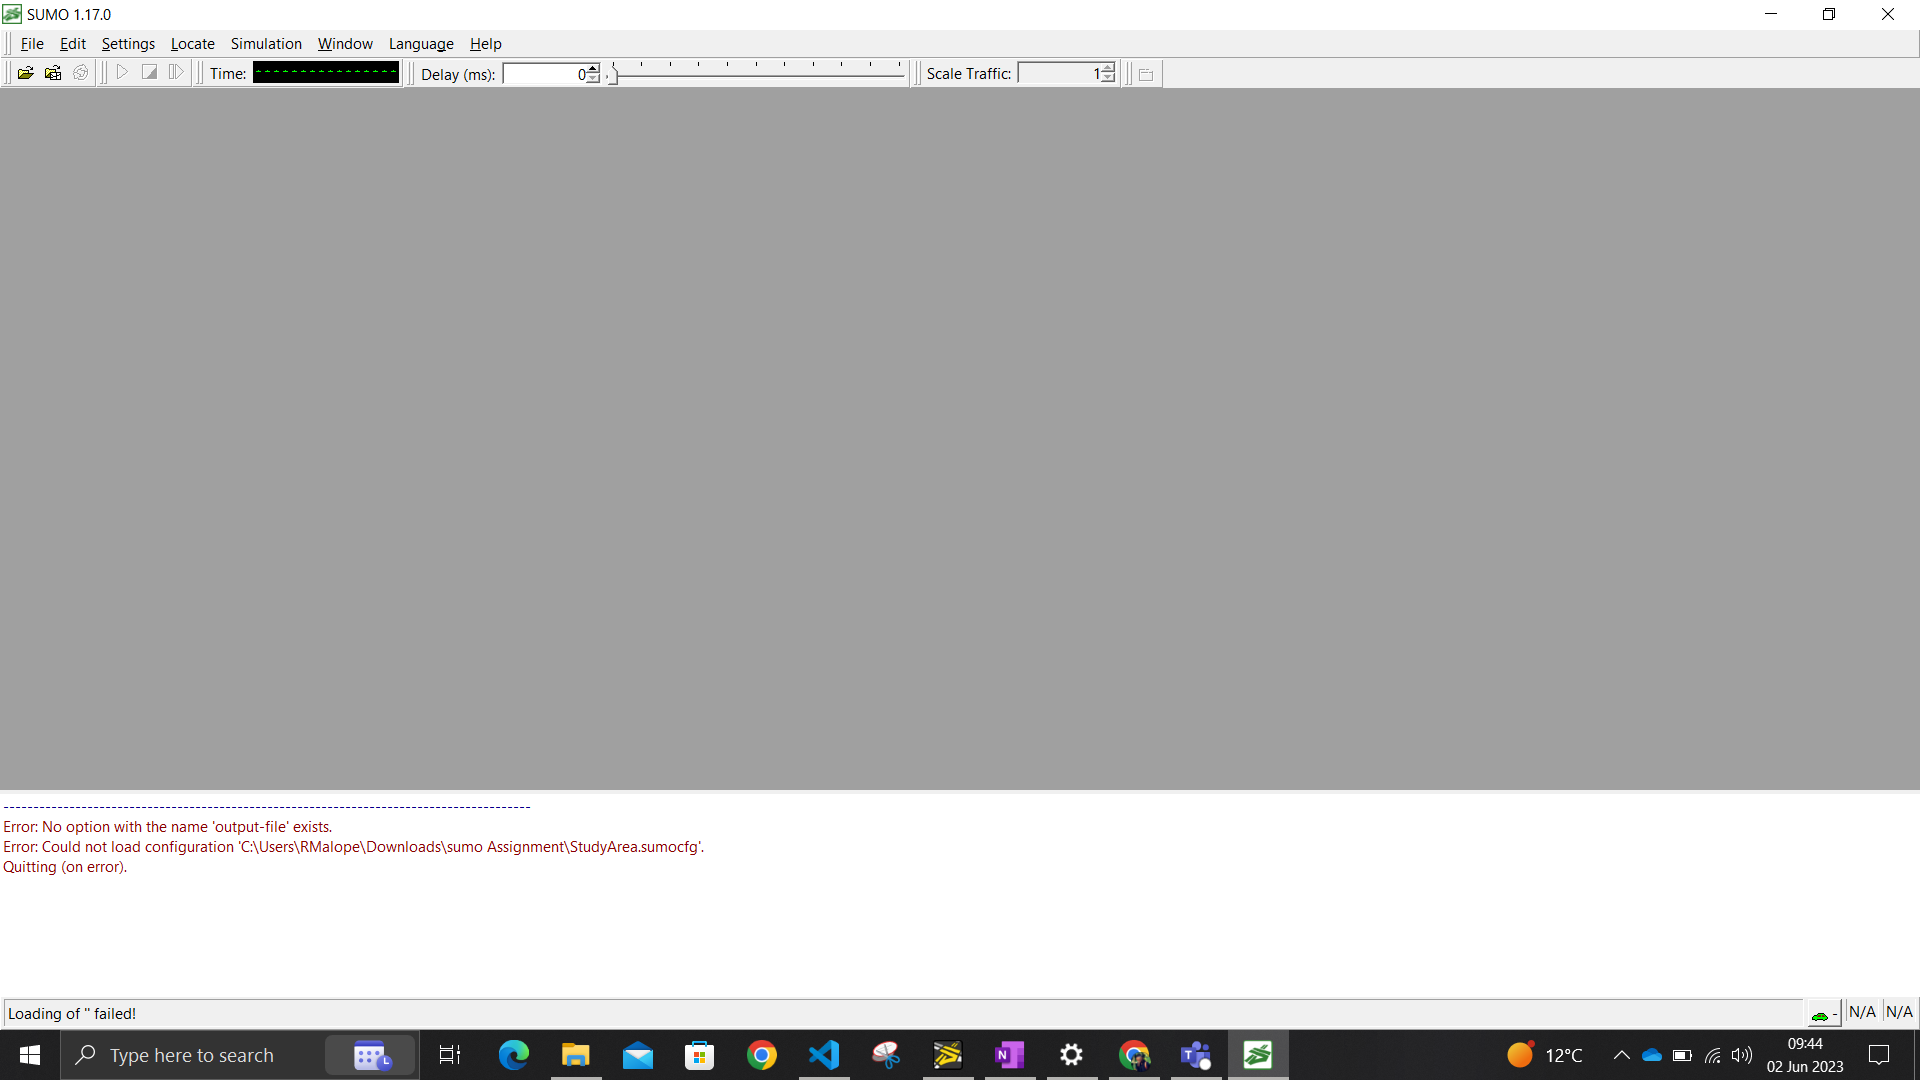 SUMO 1.17.0
File Edit Settings Locate Simulation Window Language Help
Time: Delay (ms): 0 Scale Traffic: 1
----------------------------------------------------------------------------------------
Error: No option with the name 'output-file' exists.
Error: Could not load configuration 'C:\Users\RMalope\Downloads\sumo Assignment\StudyArea.sumocfg'.
Quitting (on error).
Loading of '' failed!
- N/A N/A
Type here to search
12°C
09:44
02 Jun 2023